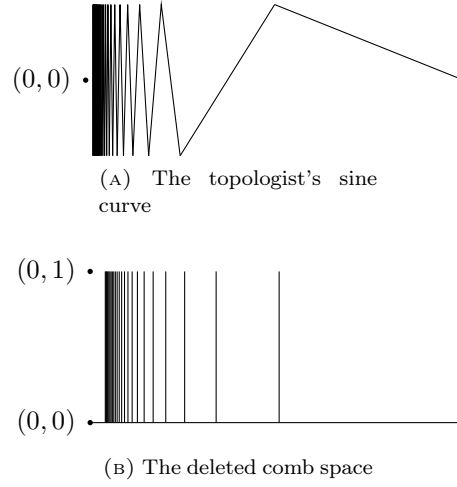 (0, 0)
(A) The topologist's sine
curve
(0, 1)
(0, 0)
(B) The deleted comb space